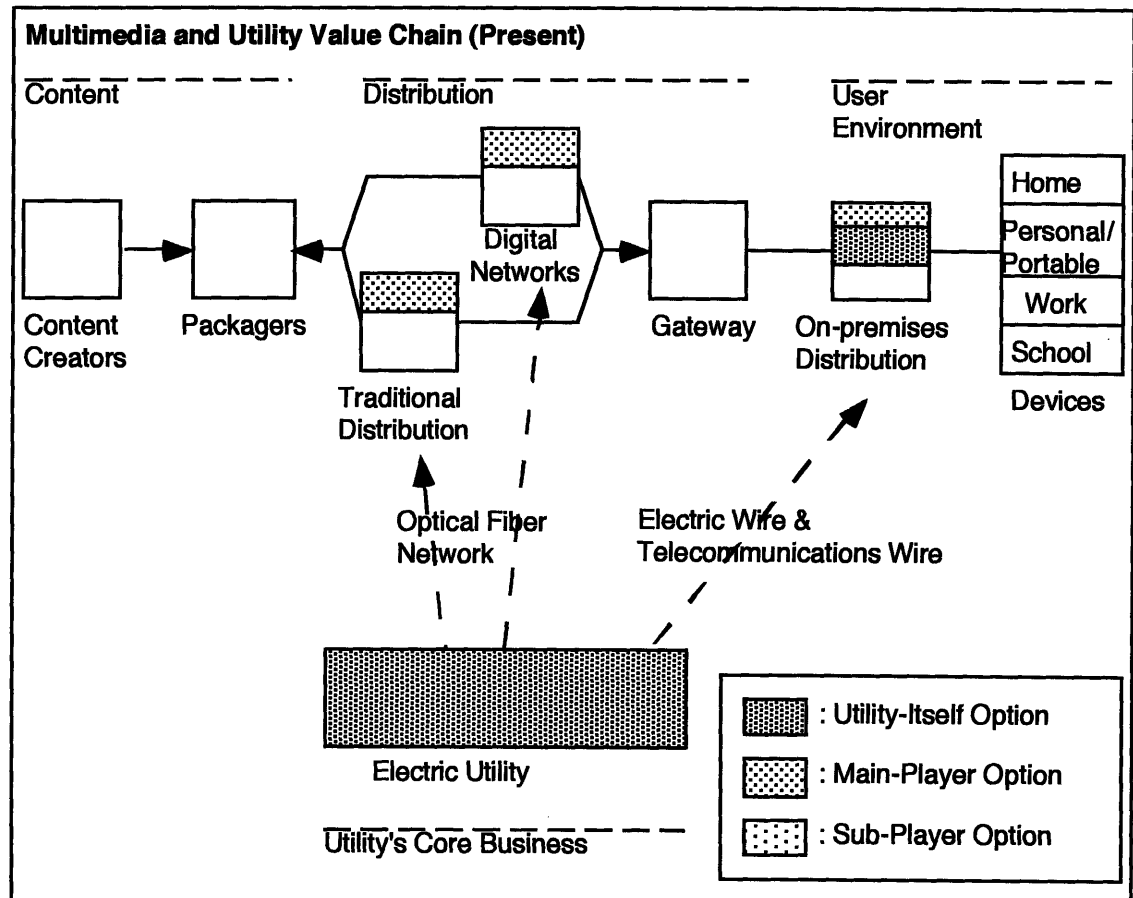 Multimedia and Utility Value Chain (Present)
Content
Distribution
User
Environment
Content
Creators
Packagers
Traditional
Distribution
Digital
Networks
Gateway
On-premises
Distribution
Home
Personal/
Portable
Work
School
Devices
Optical Fiber
Network
Electric Wire &
Telecommunications Wire
Electric Utility
Utility's Core Business
: Utility-Itself Option
: Main-Player Option
: Sub-Player Option